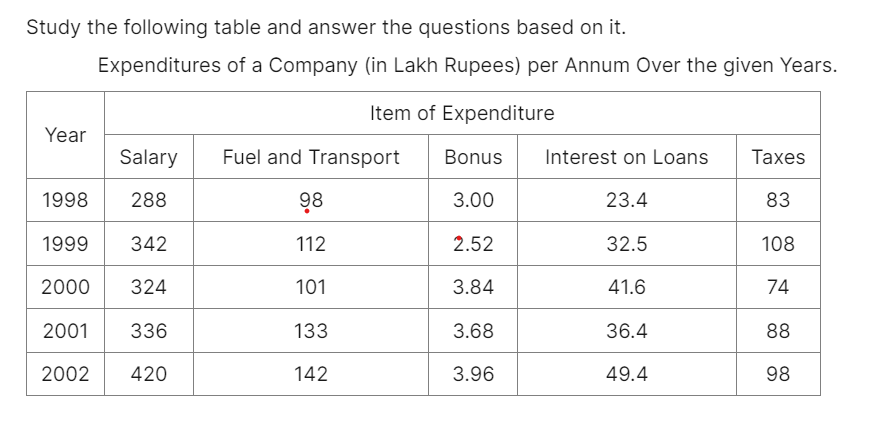 Study the following table and answer the questions based on it.
Expenditures of a Company (in Lakh Rupees) per Annum Over the given Years.
Year
Item of Expenditure
Salary Fuel and Transport Bonus Interest on Loans Taxes
1998 288 98 3.00 23.4 83
1999 342 112 2.52 32.5 108
2000 324 101 3.84 41.6 74
2001 336 133 3.68 36.4 88
2002 420 142 3.96 49.4 98